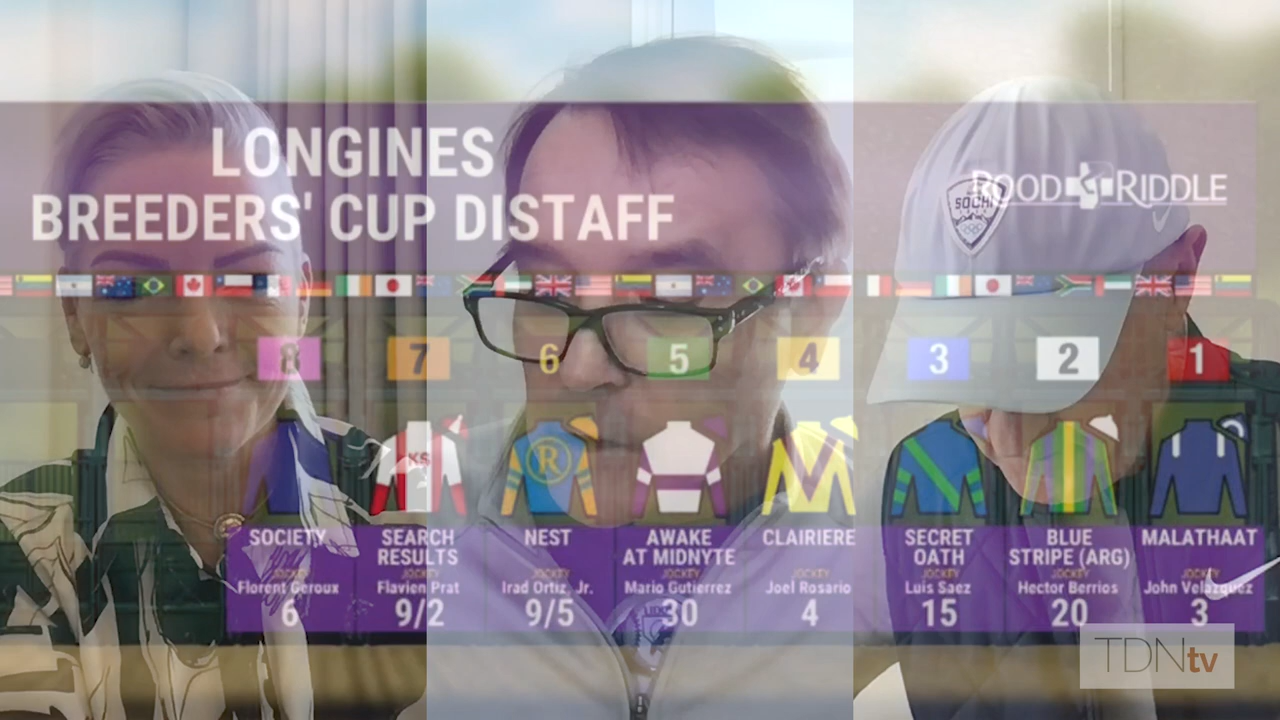 LONGINES
BREEDERS' CUP DISTAFF
ROOD RIDDLE
SOCHI
8
7
6
5
4
3
2
1
KS
R
SOCIETY
JOCKEY
Florent Geroux
6
SEARCH
RESULTS
JOCKEY
Flavien Prat
9/2
NEST
JOCKEY
Irad Ortiz, Jr.
9/5
AWAKE
AT MIDNYTE
JOCKEY
Mario Gutierrez
30
CLAIRIERE
JOCKEY
Joel Rosario
4
SECRET
OATH
JOCKEY
Luis Saez
15
BLUE
STRIPE (ARG)
JOCKEY
Hector Berrios
20
MALATHAAT
JOCKEY
John Velazquez
3
TDNtv